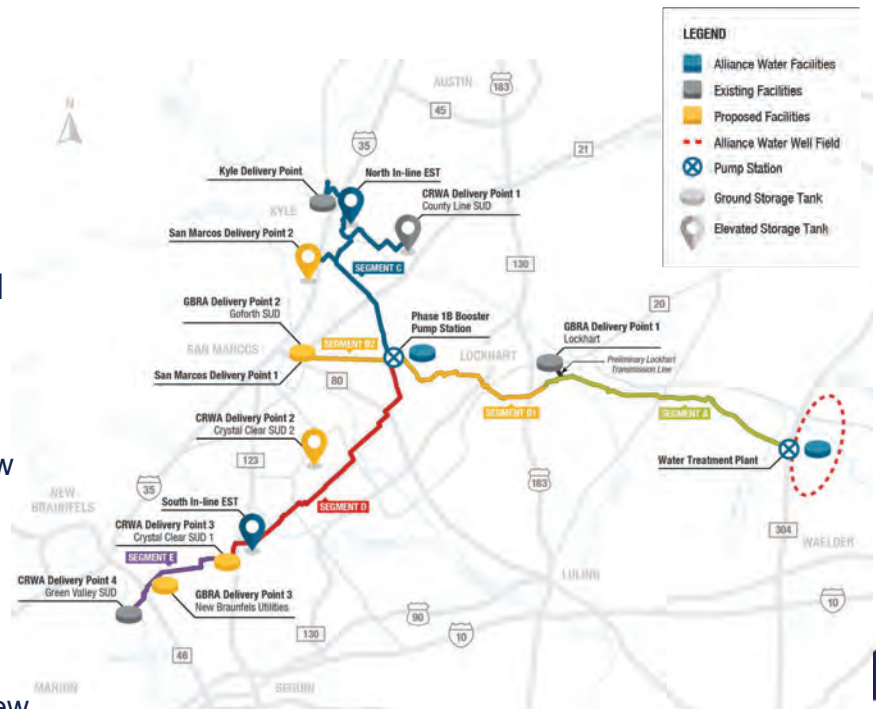 LEGEND
Alliance Water Facilities
Existing Facilities
Proposed Facilities
Alliance Water Well Field
Pump Station
Ground Storage Tank
Elevated Storage Tank
N
AUSTIN
183
45
35
21
Kyle Delivery Point
North In-line EST
CRWA Delivery Point 1
County Line SUD
KYLE
San Marcos Delivery Point 2
SEGMENT C
130
20
GBRA Delivery Point 2
Goforth SUD
Phase 1B Booster
Pump Station
GBRA Delivery Point 1
Lockhart
SAN MARCOS
SEGMENT B2
LOCKHART
Preliminary Lockhart
Transmission Line
San Marcos Delivery Point 1
80
SEGMENT B1
SEGMENT A
CRWA Delivery Point 2
Crystal Clear SUD 2
Water Treatment Plant
123
35
183
NEW
BRAUNFELS
South In-line EST
SEGMENT D
304
CRWA Delivery Point 3
Crystal Clear SUD 1
WAELDER
SEGMENT E
LULING
CRWA Delivery Point 4
Green Valley SUD
GBRA Delivery Point 3
New Braunfels Utilities
10
90
130
10
46
MARION
SEGUIN